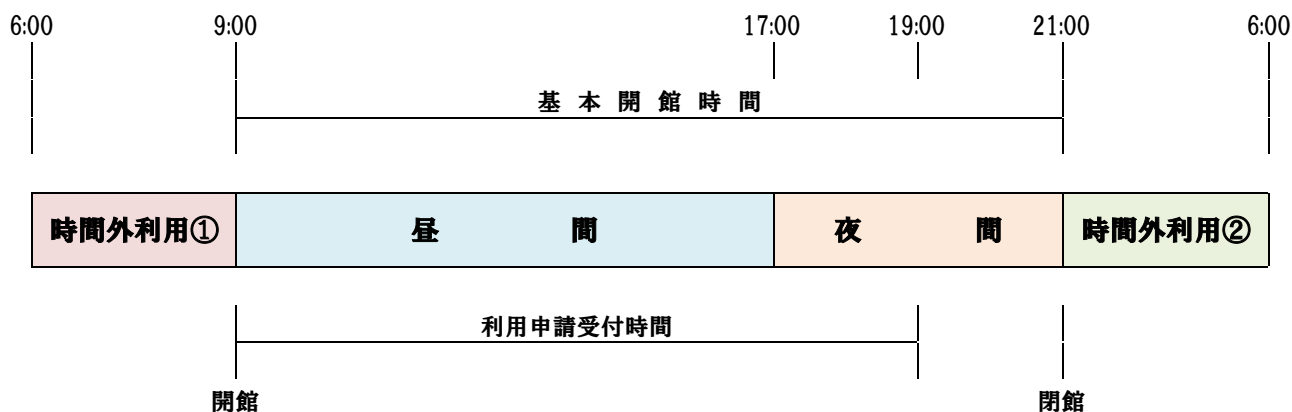 6:00 9:00 17:00 19:00 21:00 6:00
基本開館時間
時間外利用① 昼間 夜間 時間外利用②
利用申請受付時間
開館 閉館